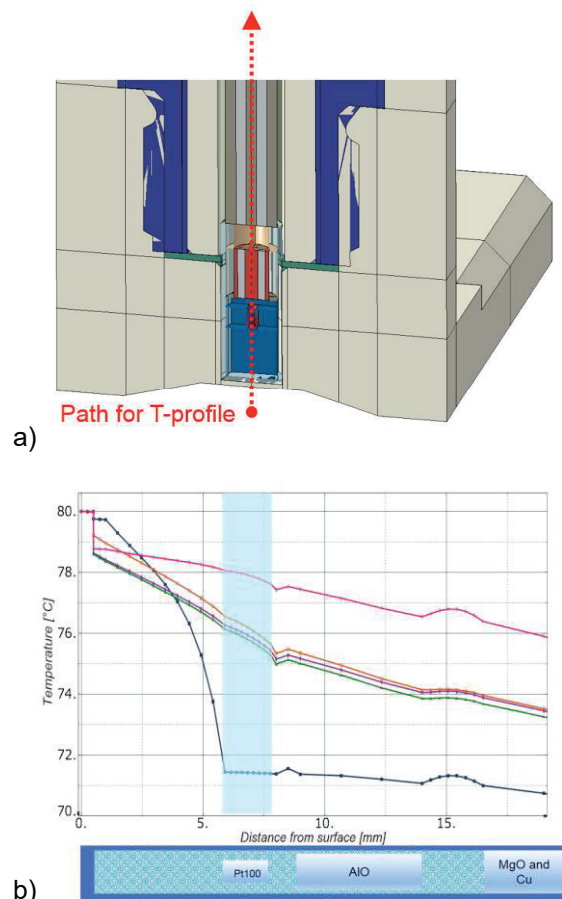 Path for T-profile
a)
80.
78.
76.
74.
72.
70.
Temperature [°C]
0.
5.
10.
15.
Distance from surface [mm]
Pt100
AlO
MgO and
Cu
b)